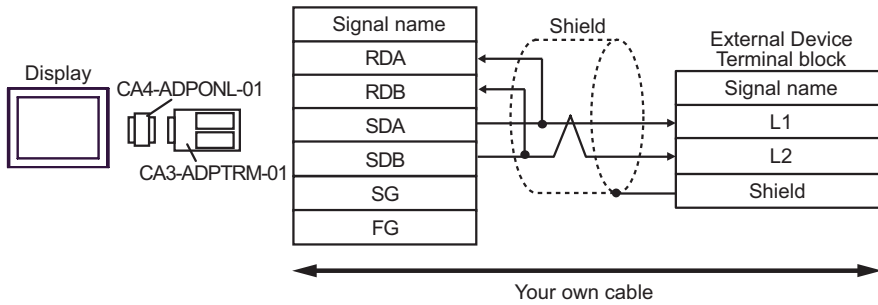 Display
CA4-ADPONL-01
CA3-ADPTRM-01
Signal name
RDA
RDB
SDA
SDB
SG
FG
Shield
External Device
Terminal block
Signal name
L1
L2
Shield
Your own cable